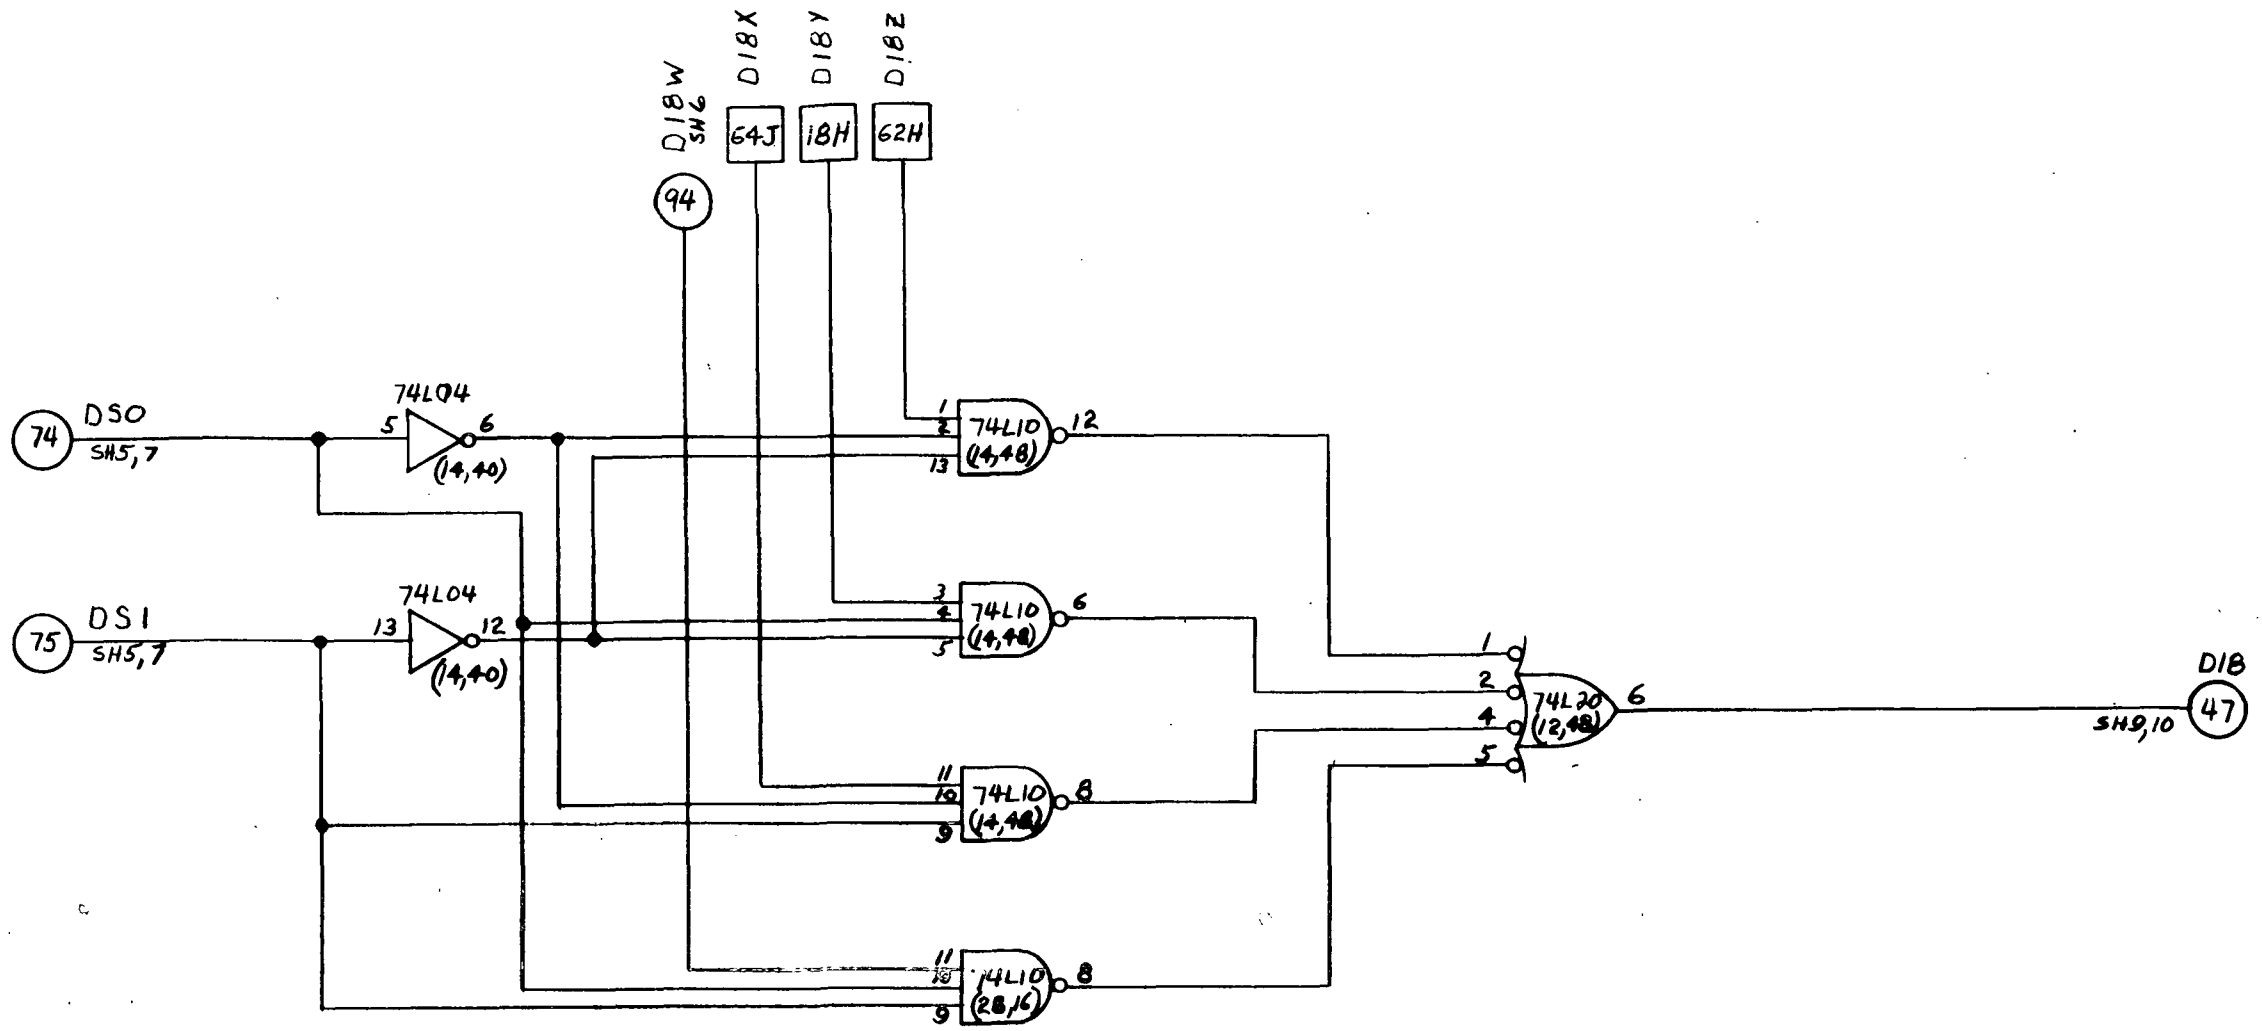 D18W
SH6
D18X
D18Y
D18Z
64J
18H
62H
94
74
DS0
SH5,7
74L04
5
6
(14,40)
1
2
13
74L10
(14,48)
12
75
DS1
SH5,7
74L04
13
12
(14,40)
3
4
5
74L10
(14,48)
6
11
10
9
74L10
(14,48)
8
11
10
9
74L10
(28,16)
8
1
2
4
5
74L20
(12,48)
6
D18
47
SH9,10